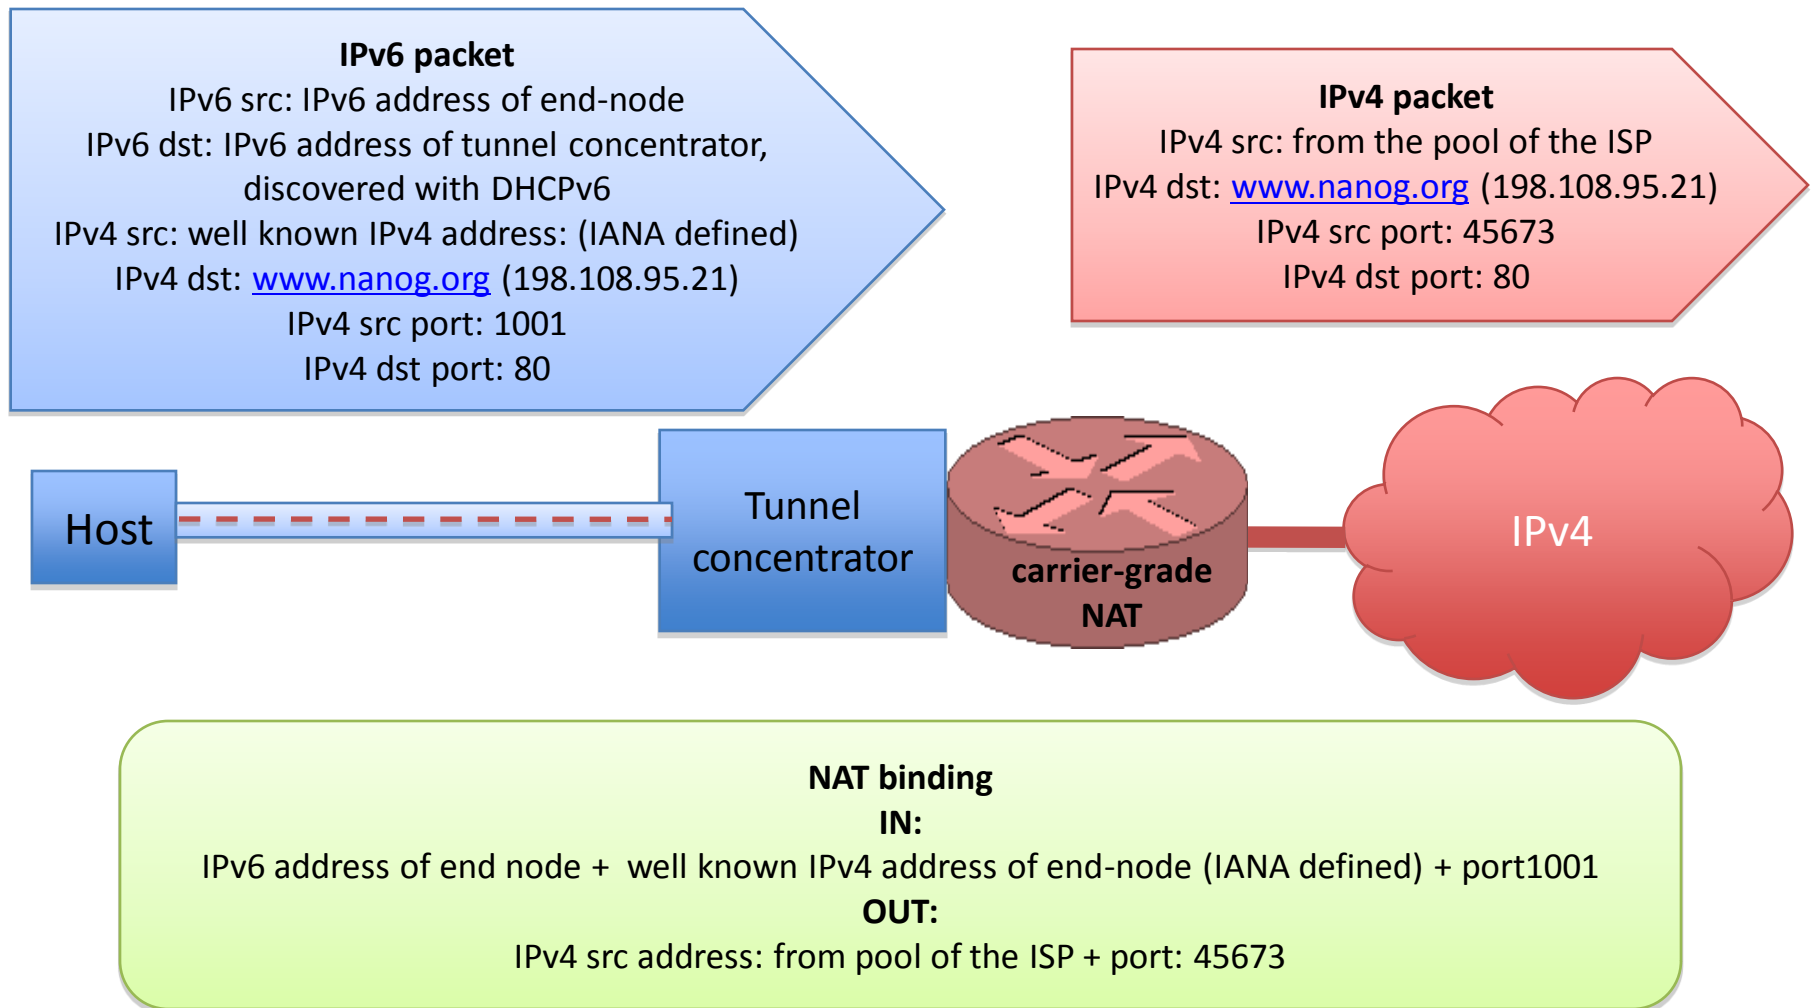 IPv6 packet
IPv6 src: IPv6 address of end-node
IPv6 dst: IPv6 address of tunnel concentrator,
discovered with DHCPv6
IPv4 src: well known IPv4 address: (IANA defined)
IPv4 dst: www.nanog.org (198.108.95.21)
IPv4 src port: 1001
IPv4 dst port: 80
IPv4 packet
IPv4 src: from the pool of the ISP
IPv4 dst: www.nanog.org (198.108.95.21)
IPv4 src port: 45673
IPv4 dst port: 80
Host
Tunnel
concentrator
carrier-grade
NAT
IPv4
NAT binding
IN:
IPv6 address of end node + well known IPv4 address of end-node (IANA defined) + port1001
OUT:
IPv4 src address: from pool of the ISP + port: 45673